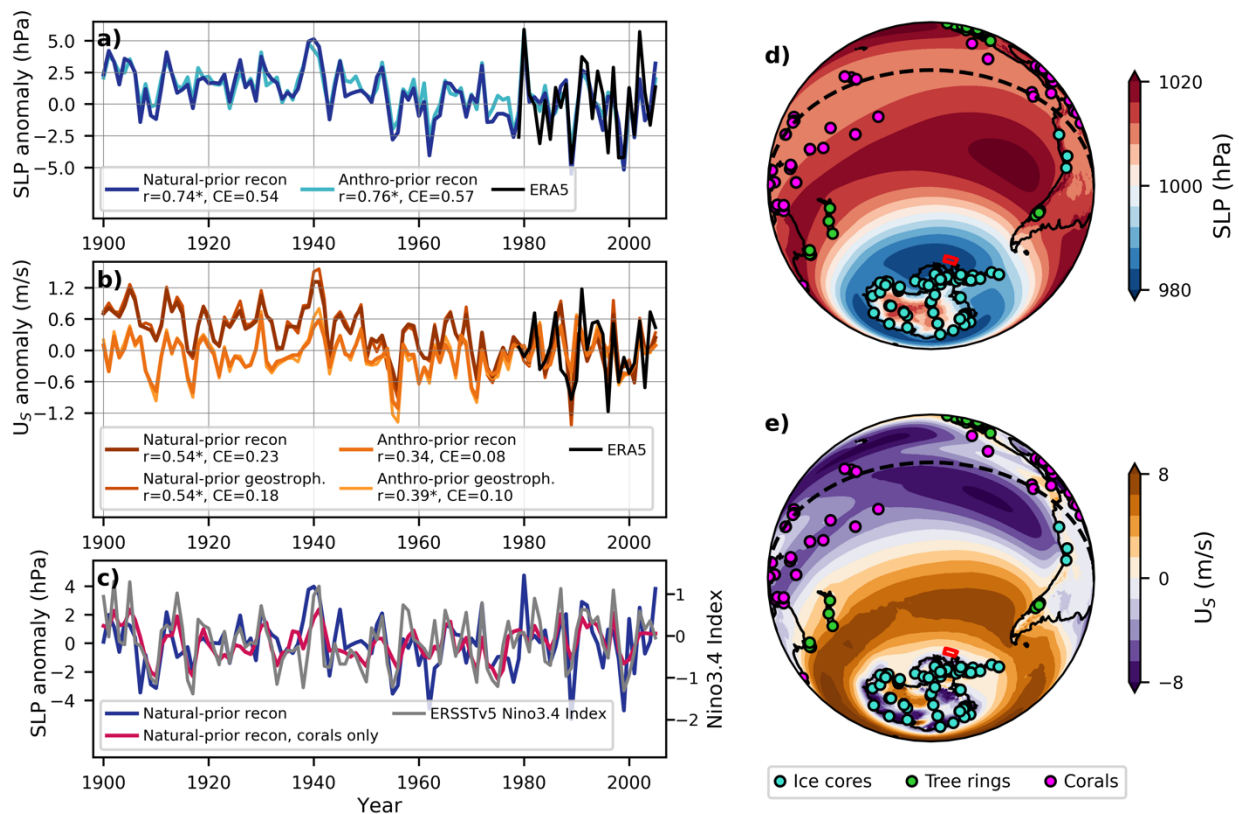 a)
SLP anomaly (hPa)
5.0
2.5
0.0
−2.5
−5.0
Natural-prior recon
r=0.74*, CE=0.54
Anthro-prior recon
r=0.76*, CE=0.57
ERA5
1900 1920 1940 1960 1980 2000
b)
U_S anomaly (m/s)
1.2
0.6
0.0
−0.6
−1.2
Natural-prior recon
r=0.54*, CE=0.23
Natural-prior geostroph.
r=0.54*, CE=0.18
Anthro-prior recon
r=0.34, CE=0.08
Anthro-prior geostroph.
r=0.39*, CE=0.10
ERA5
1900 1920 1940 1960 1980 2000
c)
SLP anomaly (hPa)
4
2
0
−2
−4
Natural-prior recon
Natural-prior recon, corals only
ERSSTv5 Nino3.4 Index
1
0
−1
−2
Nino3.4 Index
1900 1920 1940 1960 1980 2000
Year
d)
1020
1000
980
SLP (hPa)
e)
8
0
−8
U_S (m/s)
Ice cores Tree rings Corals